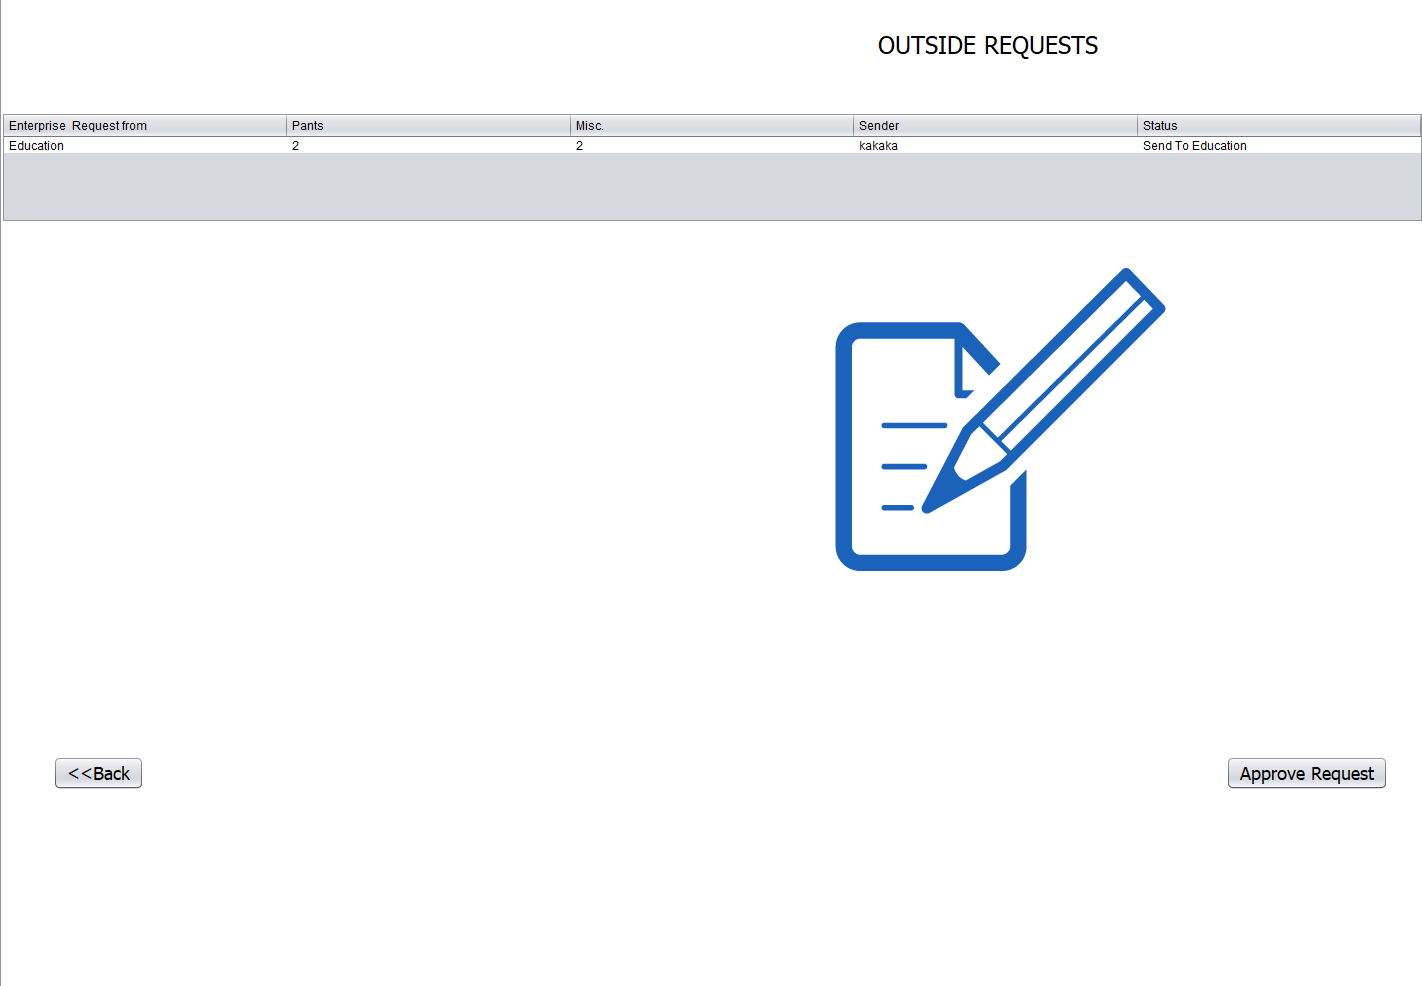 OUTSIDE REQUESTS
Enterprise  Request from Pants Misc. Sender Status
Education 2 2 kakaka Send To Education
<<Back Approve Request